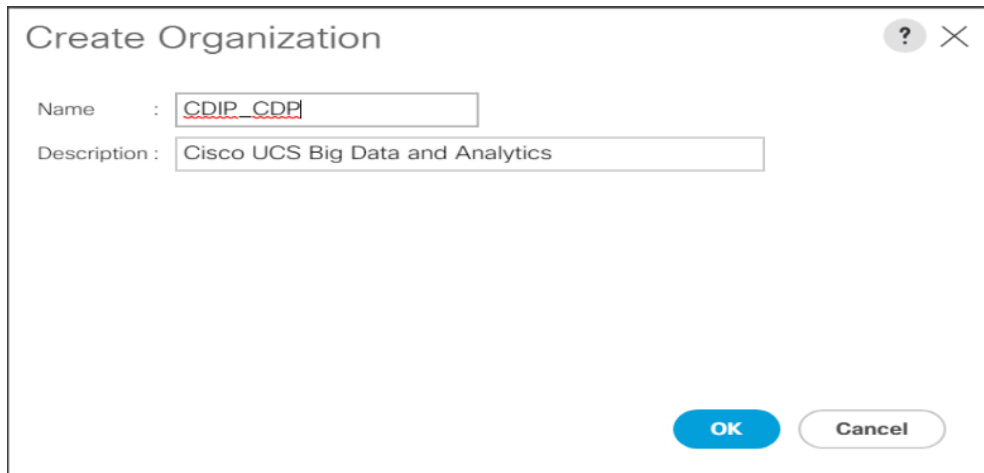 Create Organization ?
Name : CDIP_CDP
Description : Cisco UCS Big Data and Analytics
OK Cancel